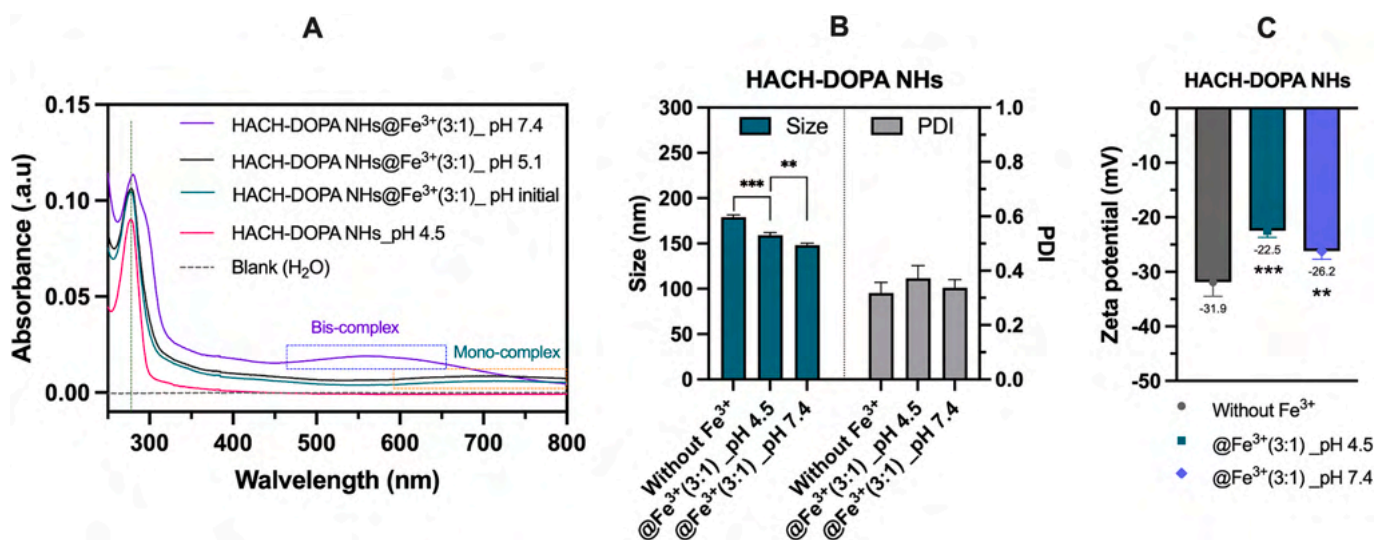 A
0.15
0.10
0.05
0.00
Absorbance (.a.u)
HACH-DOPA NHs@Fe³⁺(3:1)_ pH 7.4
HACH-DOPA NHs@Fe³⁺(3:1)_ pH 5.1
HACH-DOPA NHs@Fe³⁺(3:1)_ pH initial
HACH-DOPA NHs_pH 4.5
Blank (H₂O)
Bis-complex
Mono-complex
300
400
500
600
700
800
Wavelength (nm)
B
HACH-DOPA NHs
300
250
200
150
100
50
0
Size (nm)
Size
PDI
***
**
1.0
0.8
0.6
0.4
0.2
0.0
PDI
Without Fe³⁺
@Fe³⁺(3:1) _pH 4.5
@Fe³⁺(3:1) _pH 7.4
Without Fe³⁺
@Fe³⁺(3:1) _pH 4.5
@Fe³⁺(3:1) _pH 7.4
C
HACH-DOPA NHs
0
-10
-20
-30
-40
-50
Zeta potential (mV)
-31.9
-22.5
***
-26.2
**
Without Fe³⁺
@Fe³⁺(3:1) _pH 4.5
@Fe³⁺(3:1) _pH 7.4